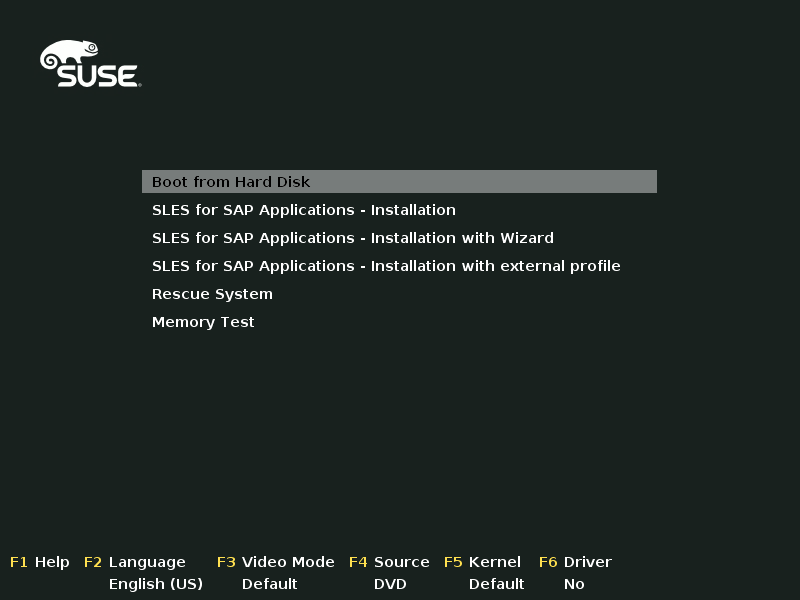 SUSE
Boot from Hard Disk
SLES for SAP Applications - Installation
SLES for SAP Applications - Installation with Wizard
SLES for SAP Applications - Installation with external profile
Rescue System
Memory Test
F1 Help F2 Language F3 Video Mode F4 Source F5 Kernel F6 Driver
English (US) Default DVD Default No